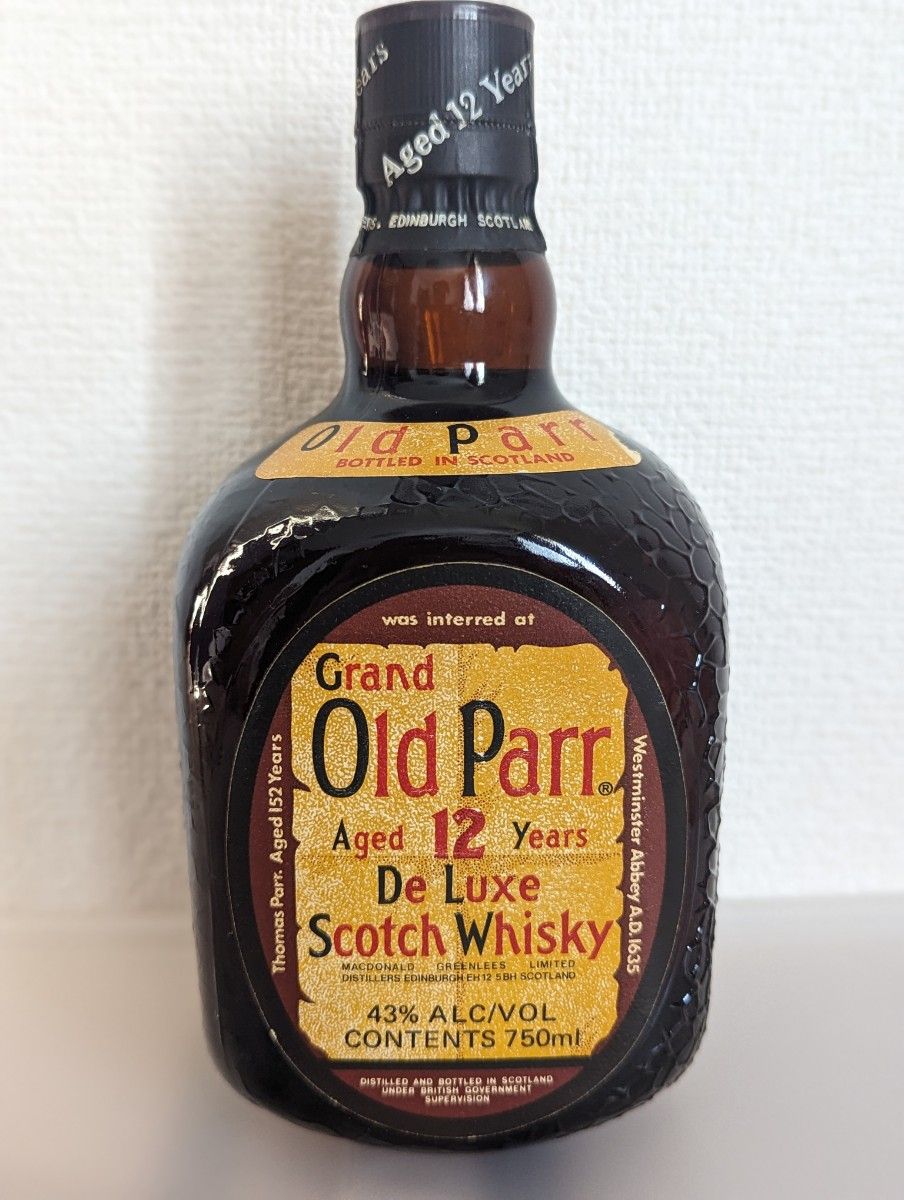 ears
Aged 12 Years
EDINBURGH SCOTLAND
Old Parr
BOTTLED IN SCOTLAND
Thomas Parr. Aged 152 Years
was interred at
Westminster Abbey A.D.1635
Grand
Old Parr®
Aged 12 Years
De Luxe
Scotch Whisky
MACDONALD GREENLEES LIMITED
DISTILLERS EDINBURGH EH12 5BH SCOTLAND
43% ALC/VOL
CONTENTS 750ml
DISTILLED AND BOTTLED IN SCOTLAND
UNDER BRITISH GOVERNMENT
SUPERVISION